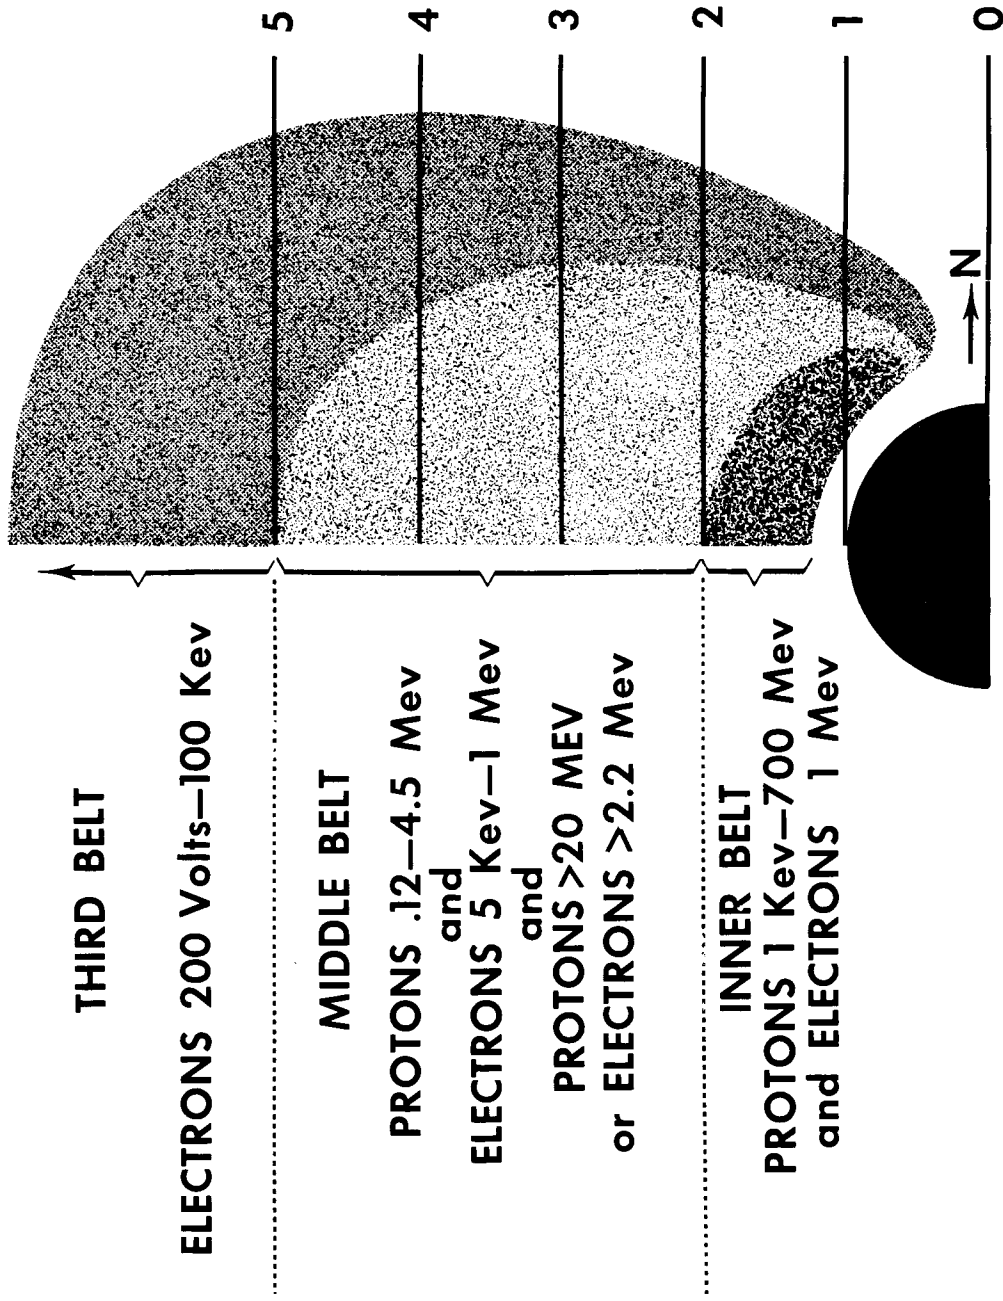 THIRD BELT
ELECTRONS 200 Volts—100 Kev
MIDDLE BELT
PROTONS .12—4.5 Mev
and
ELECTRONS 5 Kev—1 Mev
and
PROTONS >20 MEV
or ELECTRONS >2.2 Mev
INNER BELT
PROTONS 1 Kev—700 Mev
and ELECTRONS 1 Mev
5
4
3
2
1
0
N